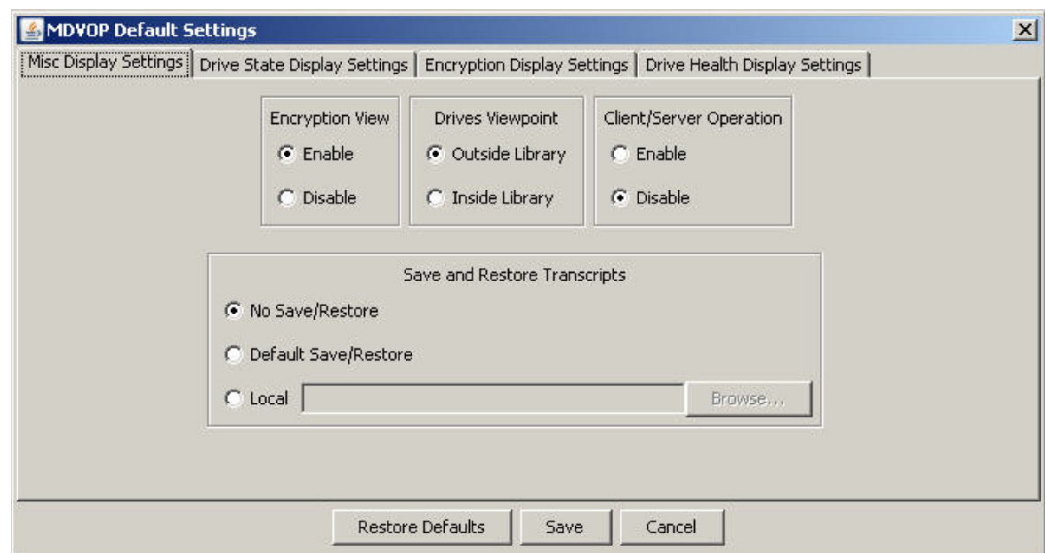 MDVOP Default Settings
Misc Display Settings Drive State Display Settings Encryption Display Settings Drive Health Display Settings
Encryption View Drives Viewpoint Client/Server Operation
Enable Outside Library Enable
Disable Inside Library Disable
Save and Restore Transcripts
No Save/Restore
Default Save/Restore
Local Browse...
Restore Defaults Save Cancel